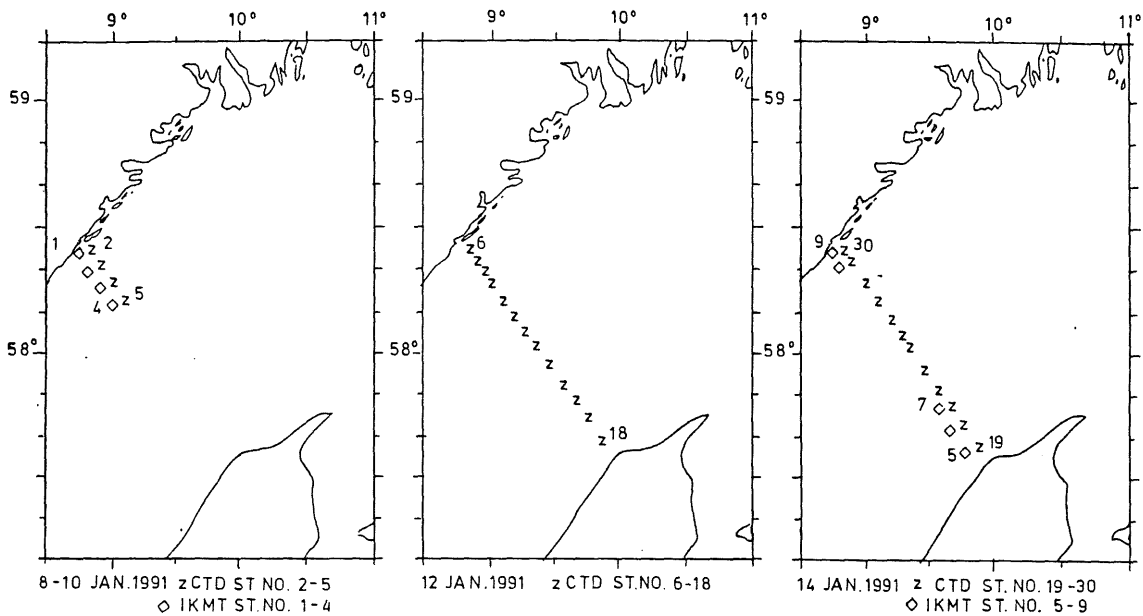 9° 10° 11°
59
1 z 2
z
z
4 z 5
58°
8-10 JAN.1991 z CTD ST. NO. 2-5
◇ IKMT ST. NO. 1-4
9° 10° 11°
59
z 6
z
z
z
z
z
z
z
z
z
z
z
z 18
58°
12 JAN.1991 z CTD ST. NO. 6-18
9° 10° 11°
59
9 z 30
z
z
z
z
z
z
z
z
7 z
z
5 z 19
58°
14 JAN.1991 z CTD ST. NO. 19-30
◇ IKMT ST. NO. 5-9